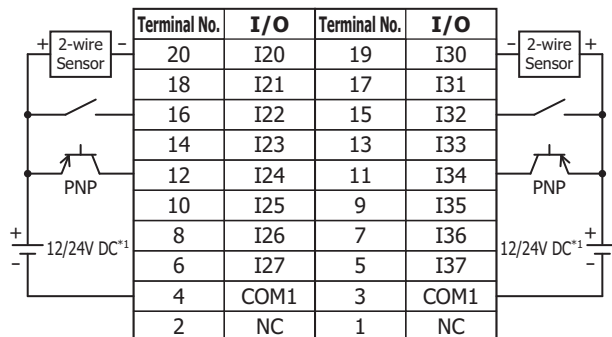 Terminal No. I/O Terminal No. I/O
+ 2-wire Sensor – 20 I20 19 I30 – 2-wire Sensor +
18 I21 17 I31
16 I22 15 I32
14 I23 13 I33
PNP 12 I24 11 I34 PNP
10 I25 9 I35
+ – 12/24V DC*1 8 I26 7 I36 12/24V DC*1 + –
6 I27 5 I37
4 COM1 3 COM1
2 NC 1 NC